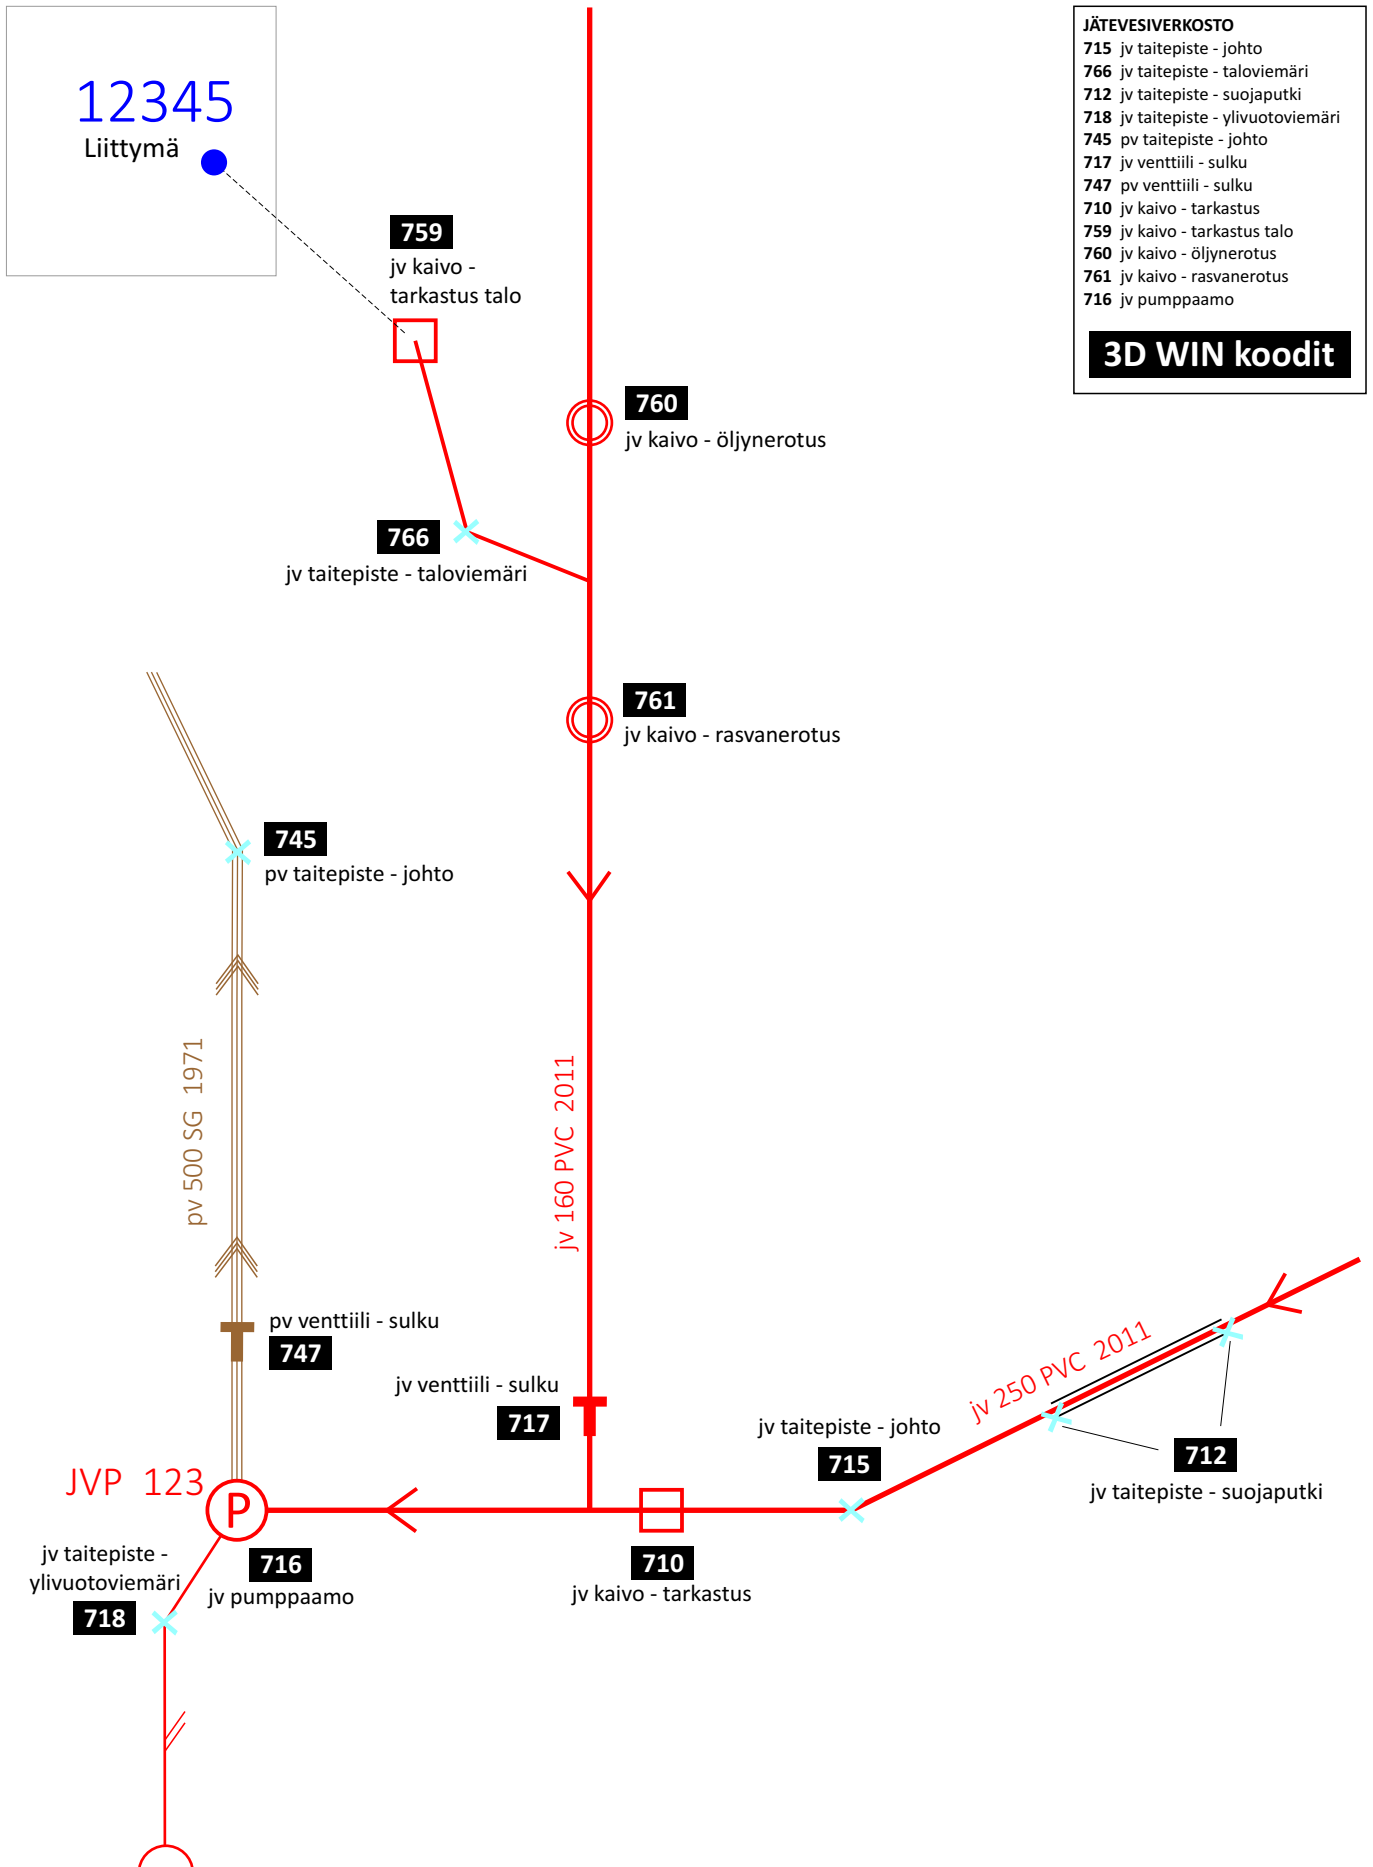 12345
Liittymä
JÄTEVESIVERKOSTO
715 jv taitepiste - johto
766 jv taitepiste - taloviemäri
712 jv taitepiste - suojaputki
718 jv taitepiste - ylivuotoviemäri
745 pv taitepiste - johto
717 jv venttiili - sulku
747 pv venttiili - sulku
710 jv kaivo - tarkastus
759 jv kaivo - tarkastus talo
760 jv kaivo - öljynerotus
761 jv kaivo - rasvanerotus
716 jv pumppaamo
3D WIN koodit
759
jv kaivo -
tarkastus talo
760
jv kaivo - öljynerotus
766
jv taitepiste - taloviemäri
761
jv kaivo - rasvanerotus
745
pv taitepiste - johto
pv 500 SG 1971
jv 160 PVC 2011
pv venttiili - sulku
747
jv venttiili - sulku
717
jv 250 PVC 2011
jv taitepiste - johto
715
712
jv taitepiste - suojaputki
JVP 123
P
716
jv pumppaamo
jv taitepiste -
ylivuotoviemäri
718
710
jv kaivo - tarkastus